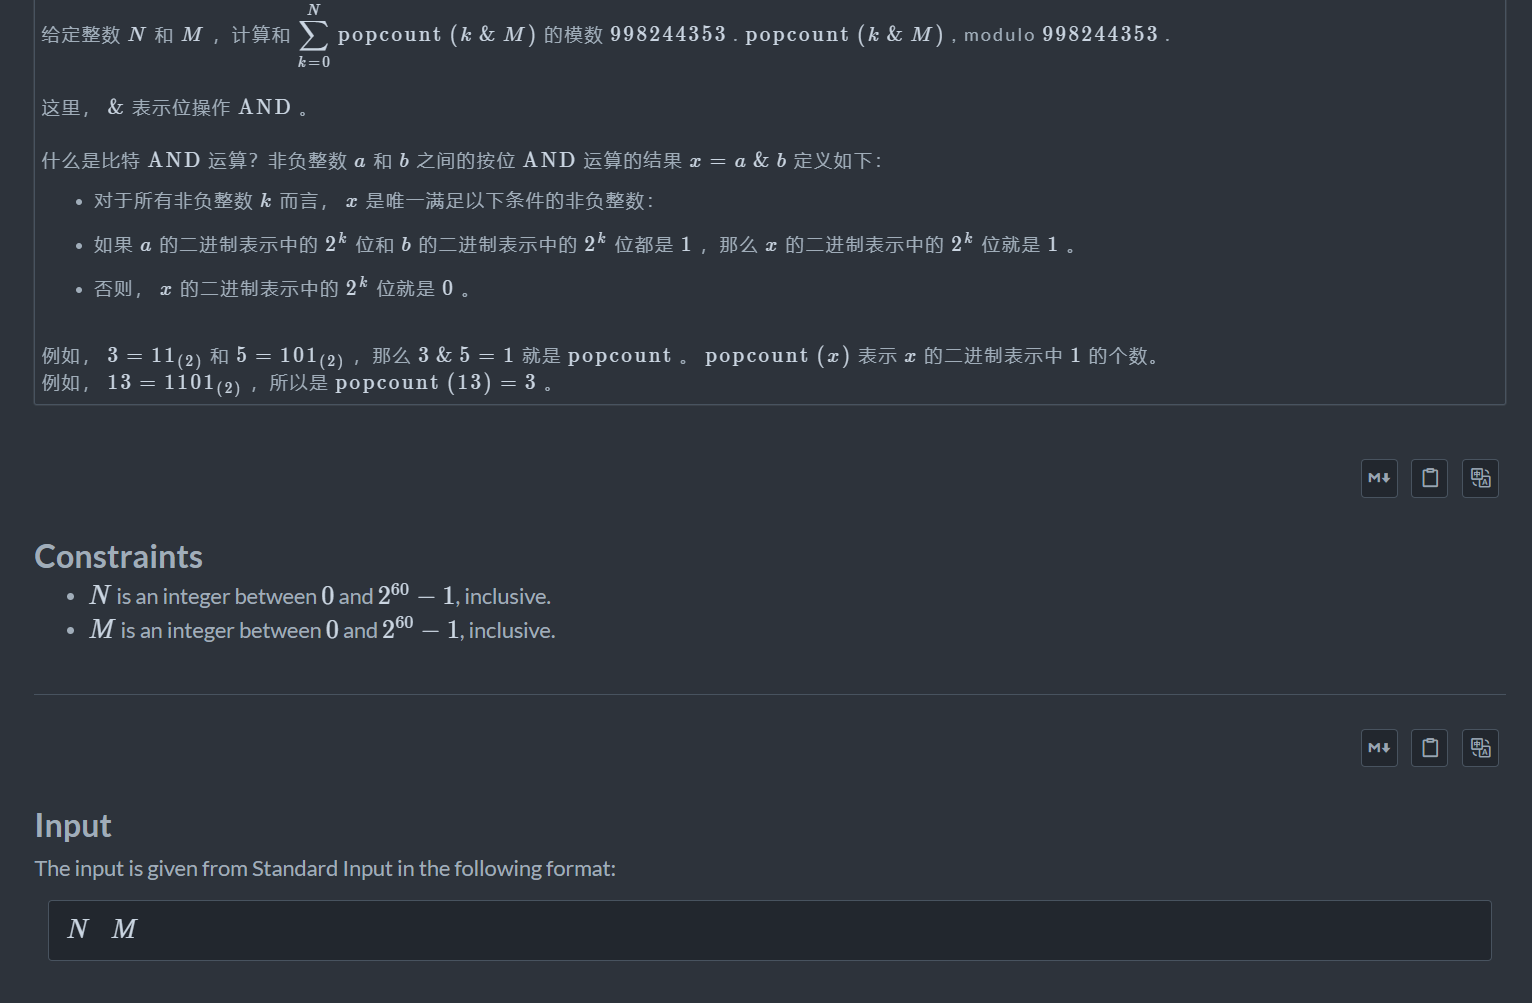 给定整数 N 和 M ，计算和 \sum_{k=0}^{N} popcount (k & M) 的模数 998244353 . popcount (k & M) , modulo 998244353 .
这里， & 表示位操作 AND 。
什么是比特 AND 运算？非负整数 a 和 b 之间的按位 AND 运算的结果 x = a & b 定义如下：
• 对于所有非负整数 k 而言， x 是唯一满足以下条件的非负整数：
• 如果 a 的二进制表示中的 2^k 位和 b 的二进制表示中的 2^k 位都是 1 ，那么 x 的二进制表示中的 2^k 位就是 1 。
• 否则， x 的二进制表示中的 2^k 位就是 0 。
例如， 3 = 11_{(2)} 和 5 = 101_{(2)} ，那么 3 & 5 = 1 就是 popcount 。 popcount (x) 表示 x 的二进制表示中 1 的个数。
例如， 13 = 1101_{(2)} ，所以是 popcount (13) = 3 。
M↓
Constraints
• N is an integer between 0 and 2^{60} − 1, inclusive.
• M is an integer between 0 and 2^{60} − 1, inclusive.
M↓
Input
The input is given from Standard Input in the following format:
N M